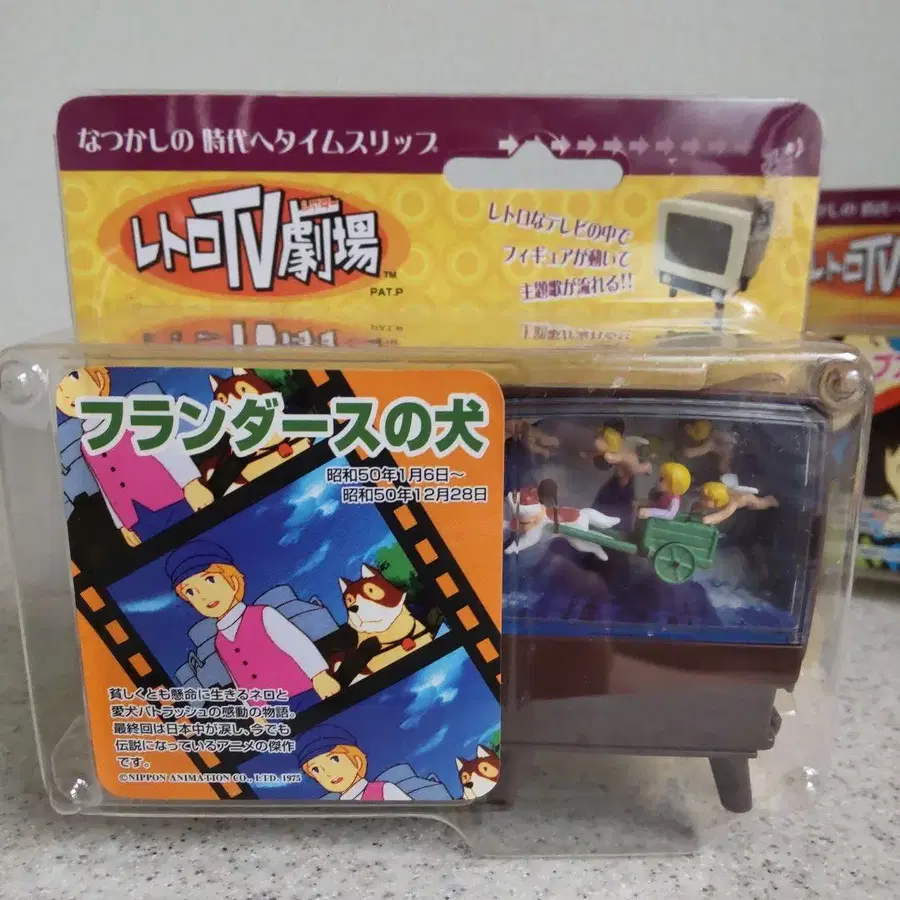 なつかしの 時代へタイムスリップ
レトロTV劇場
シアター
TM
PAT.P
レトロなテレビの中で
フィギュアが動いて
主題歌が流れる!!
フランダースの犬
昭和50年1月6日~
昭和50年12月28日
貧しくとも懸命に生きるネロと
愛犬パトラッシュの感動の物語。
最終回は日本中が涙し、今でも
伝説になっているアニメの傑作
です。
©NIPPON ANIMATION CO., LTD. 1975
レトロ